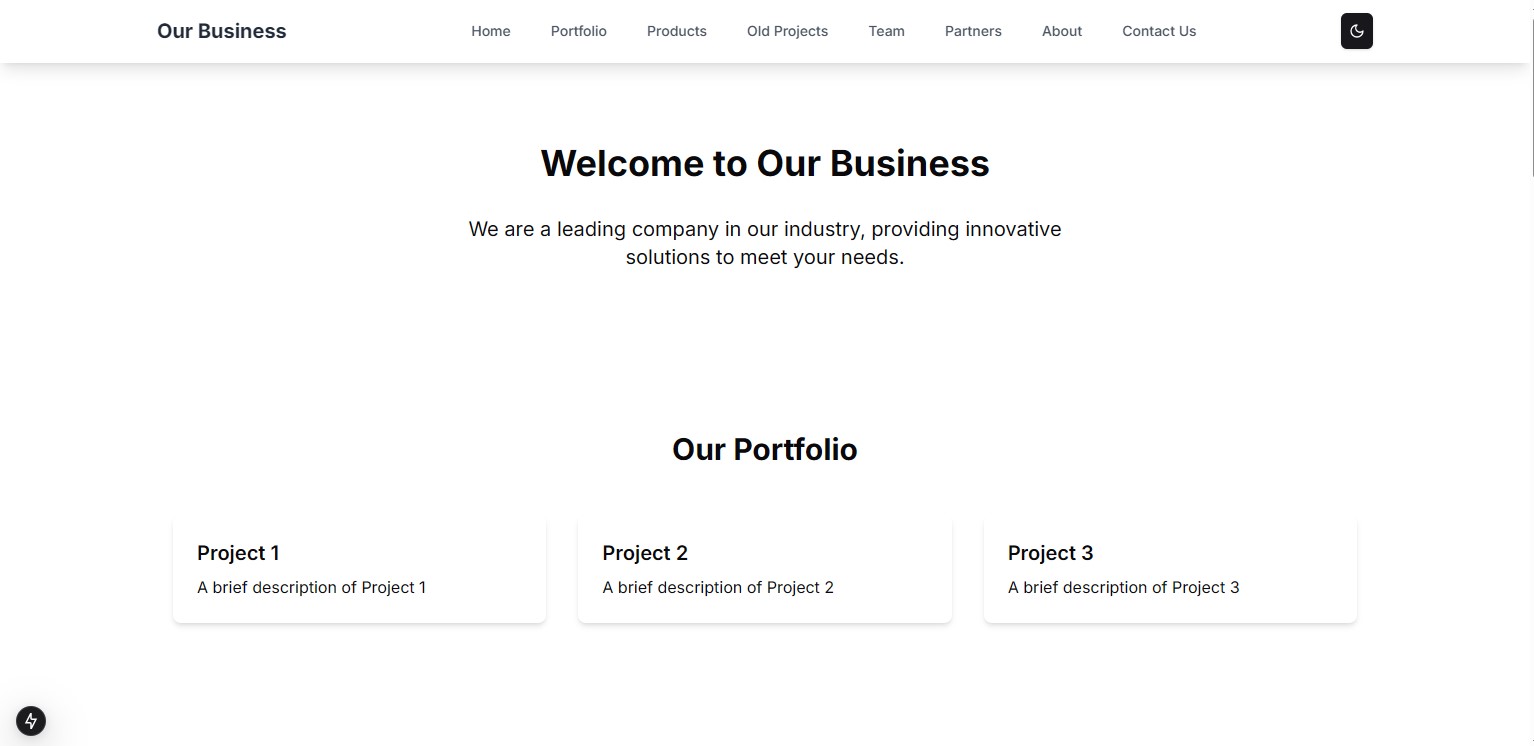 Our Business
Home
Portfolio
Products
Old Projects
Team
Partners
About
Contact Us
Welcome to Our Business
We are a leading company in our industry, providing innovative
solutions to meet your needs.
Our Portfolio
Project 1
A brief description of Project 1
Project 2
A brief description of Project 2
Project 3
A brief description of Project 3